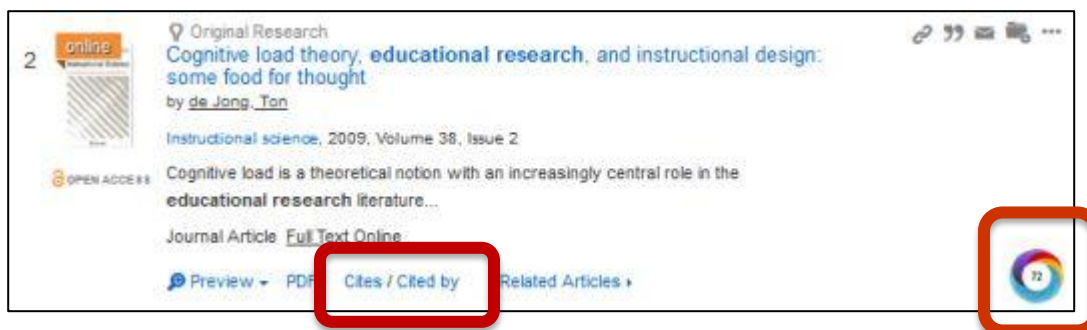 Original Research
2
online
Cognitive load theory, educational research, and instructional design:
some food for thought
by de Jong, Ton
Instructional science, 2009, Volume 38, Issue 2
OPEN ACCESS
Cognitive load is a theoretical notion with an increasingly central role in the
educational research literature...
Journal Article Full Text Online
Preview PDF Cites / Cited by Related Articles
72